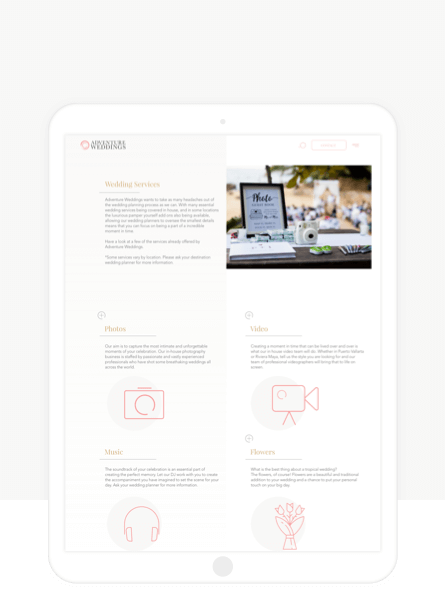 ADVENTURE
WEDDINGS
Wedding Services
Adventure Weddings wants to take as many headaches out of
the wedding planning process as we can. With many essential
wedding services being located in house, and in some locations
the luxurious pamper yourself add-ons also being available,
allowing our wedding planners to oversee the smallest details
means that you can focus on being a part of a incredible
moment in time.
Have a look at a few of the services already offered by
Adventure Weddings.
*Some services vary by location. Please ask your destination
wedding planner for more information.
Photo
Photos
Our aim is to capture the most intimate and unforgettable
moments of your celebration. Our in-house photography
business is staffed by passionate and vastly experienced
professionals who have shot some breathtaking weddings all
across the world.
Video
Creating a moment in time that can be lived over and over is
what our in-house video team will do. Whether in Puerto Vallarta
or Riviera Maya, tell us the style you are looking for and our
team of professional videographers will bring that to life on
screen.
Music
The soundtrack of your celebration is an essential part of
creating the perfect memory. Let our DJ work with you to create
the accompaniment you have imagined to set the scene for your
day. Ask your wedding planner for more information.
Flowers
What is the best thing about a tropical wedding?
The flowers, of course! Flowers are a beautiful and traditional
addition to your wedding and a chance to put your personal
touch on your big day.